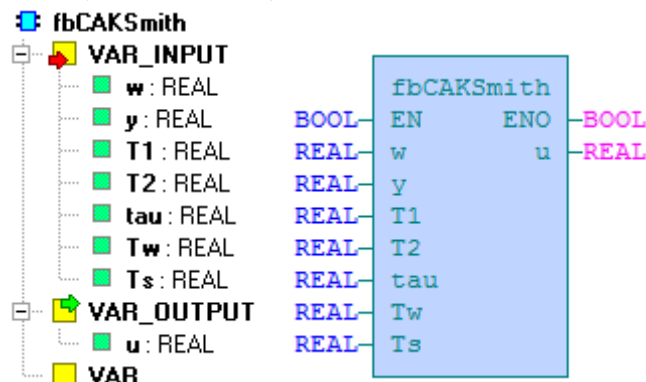 fbCAKSmith
VAR_INPUT
w : REAL
y : REAL
T1 : REAL
T2 : REAL
tau : REAL
Tw : REAL
Ts : REAL
VAR_OUTPUT
u : REAL
VAR
fbCAKSmith
BOOL EN ENO BOOL
REAL w u REAL
REAL y
REAL T1
REAL T2
REAL tau
REAL Tw
REAL Ts